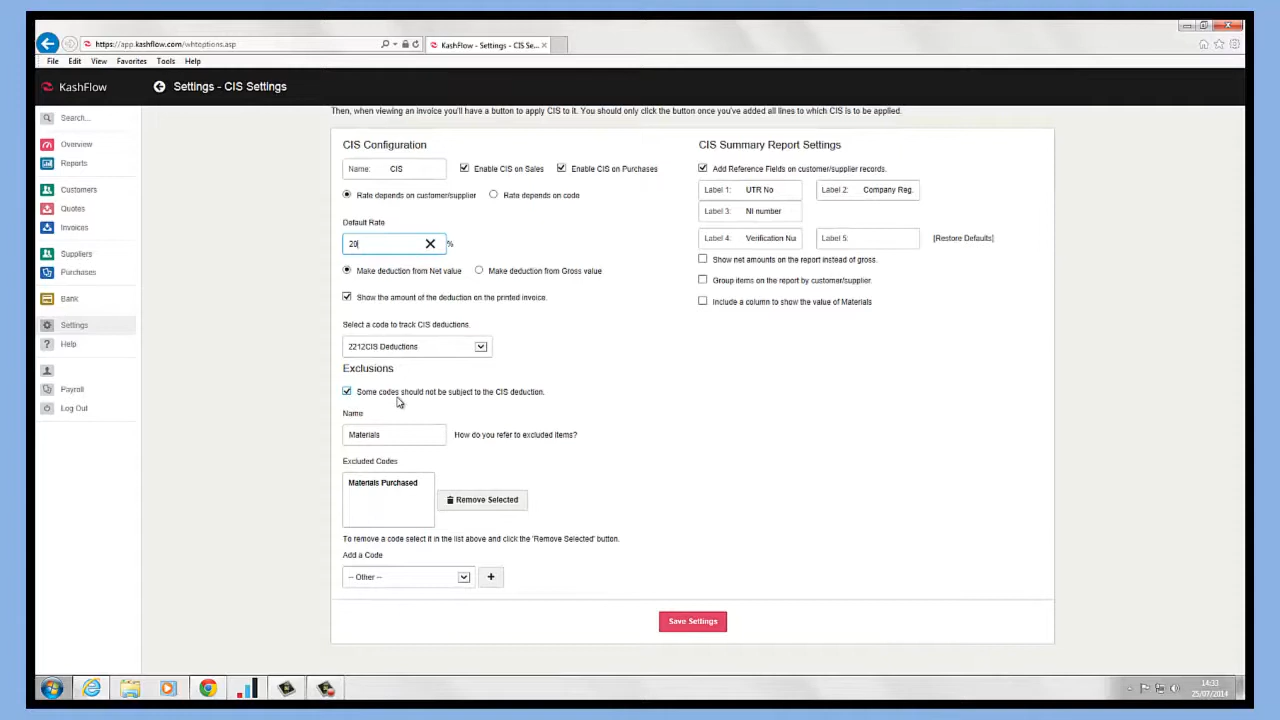 https://app.kashflow.com/whtoptions.asp
KashFlow - Settings - CIS Se...
File Edit View Favorites Tools Help
KashFlow
Settings - CIS Settings
Search...
Overview
Reports
Customers
Quotes
Invoices
Suppliers
Purchases
Bank
Settings
Help
Payroll
Log Out
Then, when viewing an invoice you'll have a button to apply CIS to it. You should only click the button once you've added all lines to which CIS is to be applied.
CIS Configuration
Name: CIS
Enable CIS on Sales
Enable CIS on Purchases
Rate depends on customer/supplier
Rate depends on code
Default Rate
20 %
Make deduction from Net value
Make deduction from Gross value
Show the amount of the deduction on the printed invoice.
Select a code to track CIS deductions.
2212CIS Deductions
Exclusions
Some codes should not be subject to the CIS deduction.
Name
Materials
How do you refer to excluded items?
Excluded Codes
Materials Purchased
Remove Selected
To remove a code select it in the list above and click the 'Remove Selected' button.
Add a Code
-- Other --
+
CIS Summary Report Settings
Add Reference Fields on customer/supplier records.
Label 1: UTR No
Label 2: Company Reg.
Label 3: NI number
Label 4: Verification Nu
Label 5:
[Restore Defaults]
Show net amounts on the report instead of gross.
Group items on the report by customer/supplier.
Include a column to show the value of Materials
Save Settings
14:33
25/07/2014